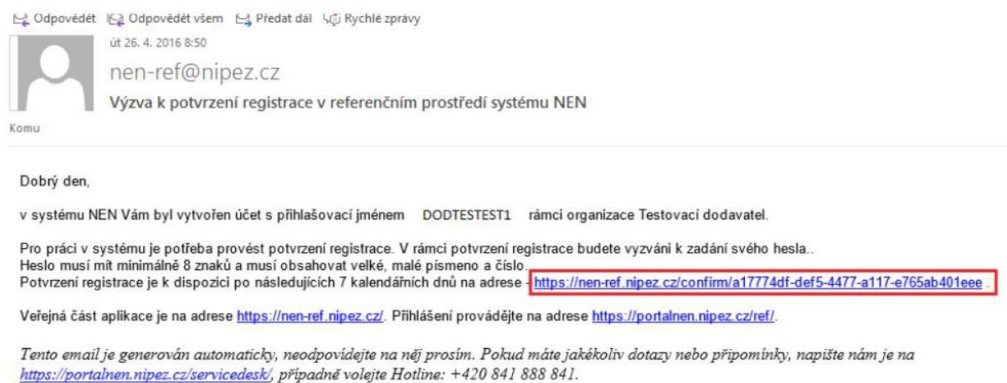 Odpovědět Odpovědět všem Předat dál Rychlé zprávy
út 26. 4. 2016 8:50
nen-ref@nipez.cz
Výzva k potvrzení registrace v referenčním prostředí systému NEN
Komu
Dobrý den,
v systému NEN Vám byl vytvořen účet s přihlašovací jménem DODTESTEST1 rámci organizace Testovací dodavatel.
Pro práci v systému je potřeba provést potvrzení registrace. V rámci potvrzení registrace budete vyzváni k zadání svého hesla..
Heslo musí mít minimálně 8 znaků a musí obsahovat velké, malé písmeno a číslo.
Potvrzení registrace je k dispozici po následujících 7 kalendářních dnů na adrese - https://nen-ref.nipez.cz/confirm/a17774df-def5-4477-a117-e765ab401eee .
Veřejná část aplikace je na adrese https://nen-ref.nipez.cz/. Přihlášení provádějte na adrese https://portalnen.nipez.cz/ref/.
Tento email je generován automaticky, neodpovídejte na něj prosím. Pokud máte jakékoliv dotazy nebo připomínky, napište nám je na
https://portalnen.nipez.cz/servicedesk/, případně volejte Hotline: +420 841 888 841.